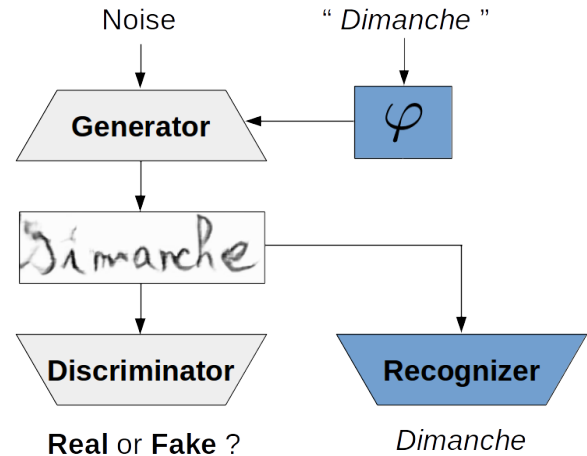 Noise
“ Dimanche ”
Generator
φ
Dimanche
Discriminator
Recognizer
Real or Fake ?
Dimanche